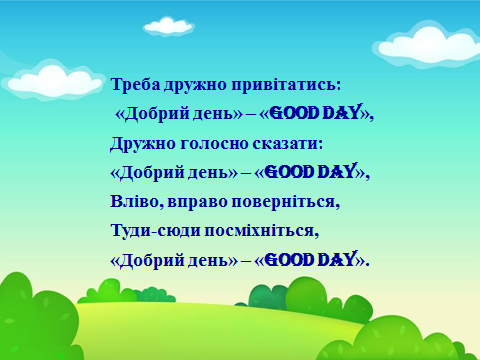 Треба дружно привітатись:
«Добрий день» – «GOOD DAY»,
Дружно голосно сказати:
«Добрий день» – «GOOD DAY»,
Вліво, вправо поверніться,
Туди-сюди посміхніться,
«Добрий день» – «GOOD DAY».